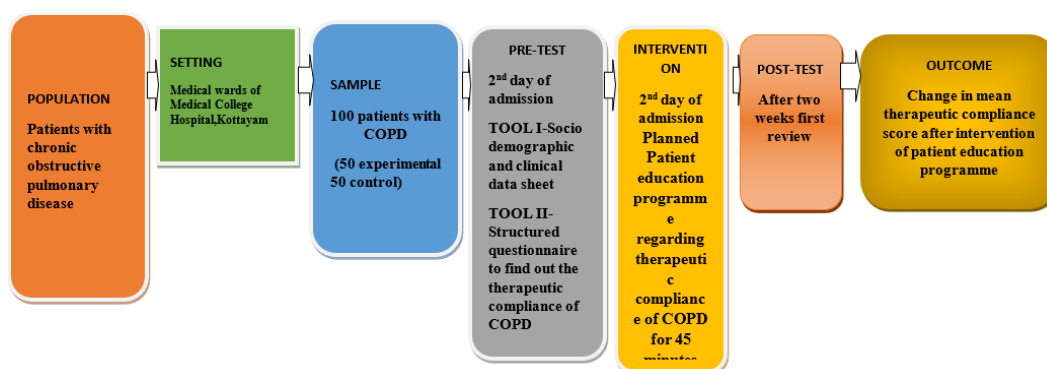 POPULATION
Patients with
chronic
obstructive
pulmonary
disease
SETTING
Medical wards of
Medical College
Hospital,Kottayam
SAMPLE
100 patients with
COPD
(50 experimental
50 control)
PRE-TEST
2nd day of
admission
TOOL I-Socio
demographic
and clinical
data sheet
TOOL II-
Structured
questionnaire
to find out the
therapeutic
compliance of
COPD
INTERVENTI
ON
2nd day of
admission
Planned
Patient
education
programm
e
regarding
therapeuti
c
complianc
e of COPD
for 45
minutes
POST-TEST
After two
weeks first
review
OUTCOME
Change in mean
therapeutic compliance
score after intervention
of patient education
programme